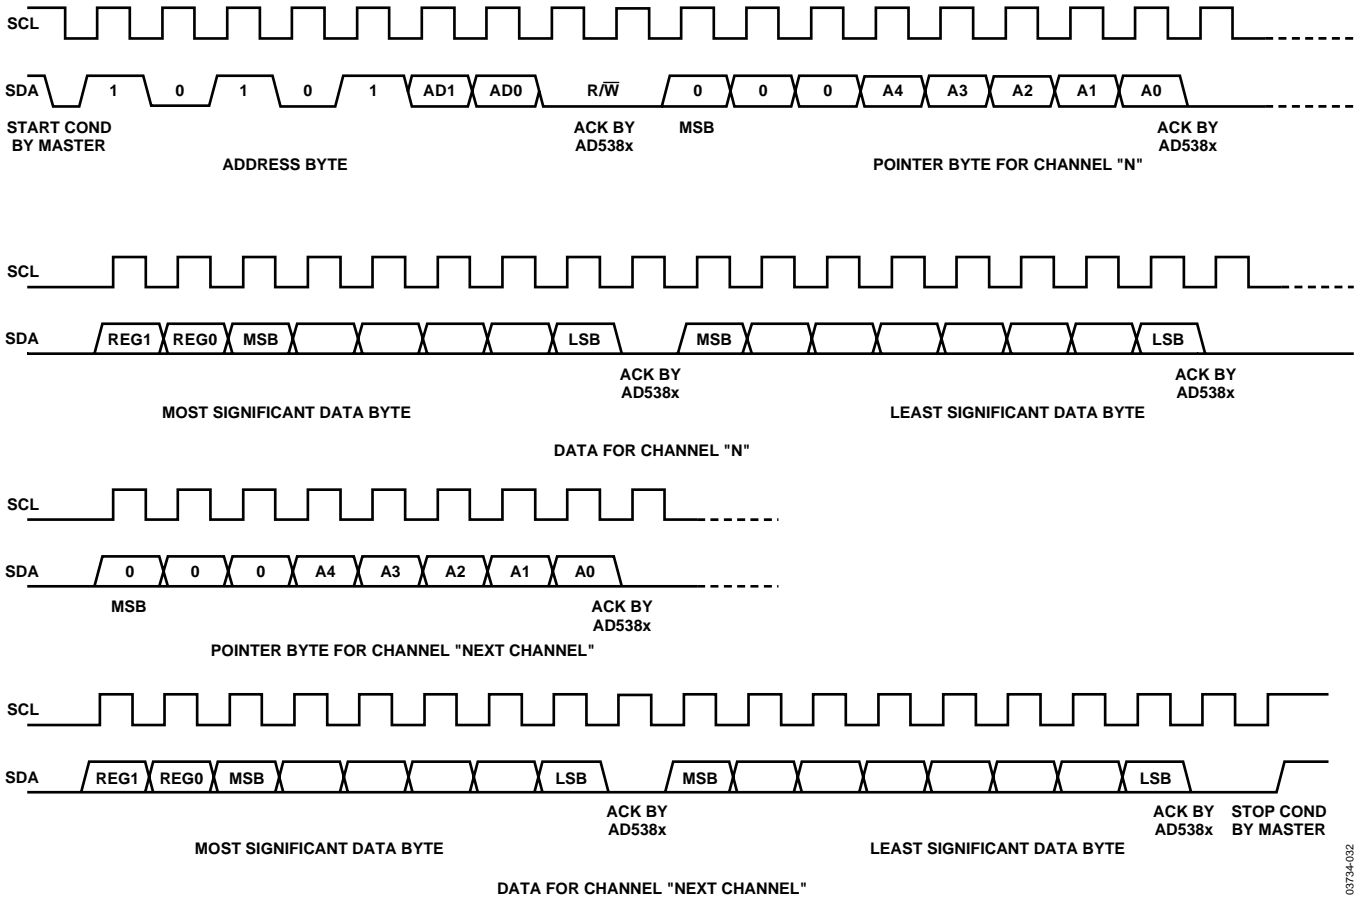 SCL
SDA 1 0 1 0 1 AD1 AD0 R/W̅ 0 0 0 A4 A3 A2 A1 A0
START COND BY MASTER
ACK BY AD538x
MSB
ACK BY AD538x
ADDRESS BYTE
POINTER BYTE FOR CHANNEL "N"
SCL
SDA REG1 REG0 MSB LSB MSB LSB
ACK BY AD538x
ACK BY AD538x
MOST SIGNIFICANT DATA BYTE
LEAST SIGNIFICANT DATA BYTE
DATA FOR CHANNEL "N"
SCL
SDA 0 0 0 A4 A3 A2 A1 A0
MSB
ACK BY AD538x
POINTER BYTE FOR CHANNEL "NEXT CHANNEL"
SCL
SDA REG1 REG0 MSB LSB MSB LSB
ACK BY AD538x
ACK BY AD538x
STOP COND BY MASTER
MOST SIGNIFICANT DATA BYTE
LEAST SIGNIFICANT DATA BYTE
DATA FOR CHANNEL "NEXT CHANNEL"
03734-032